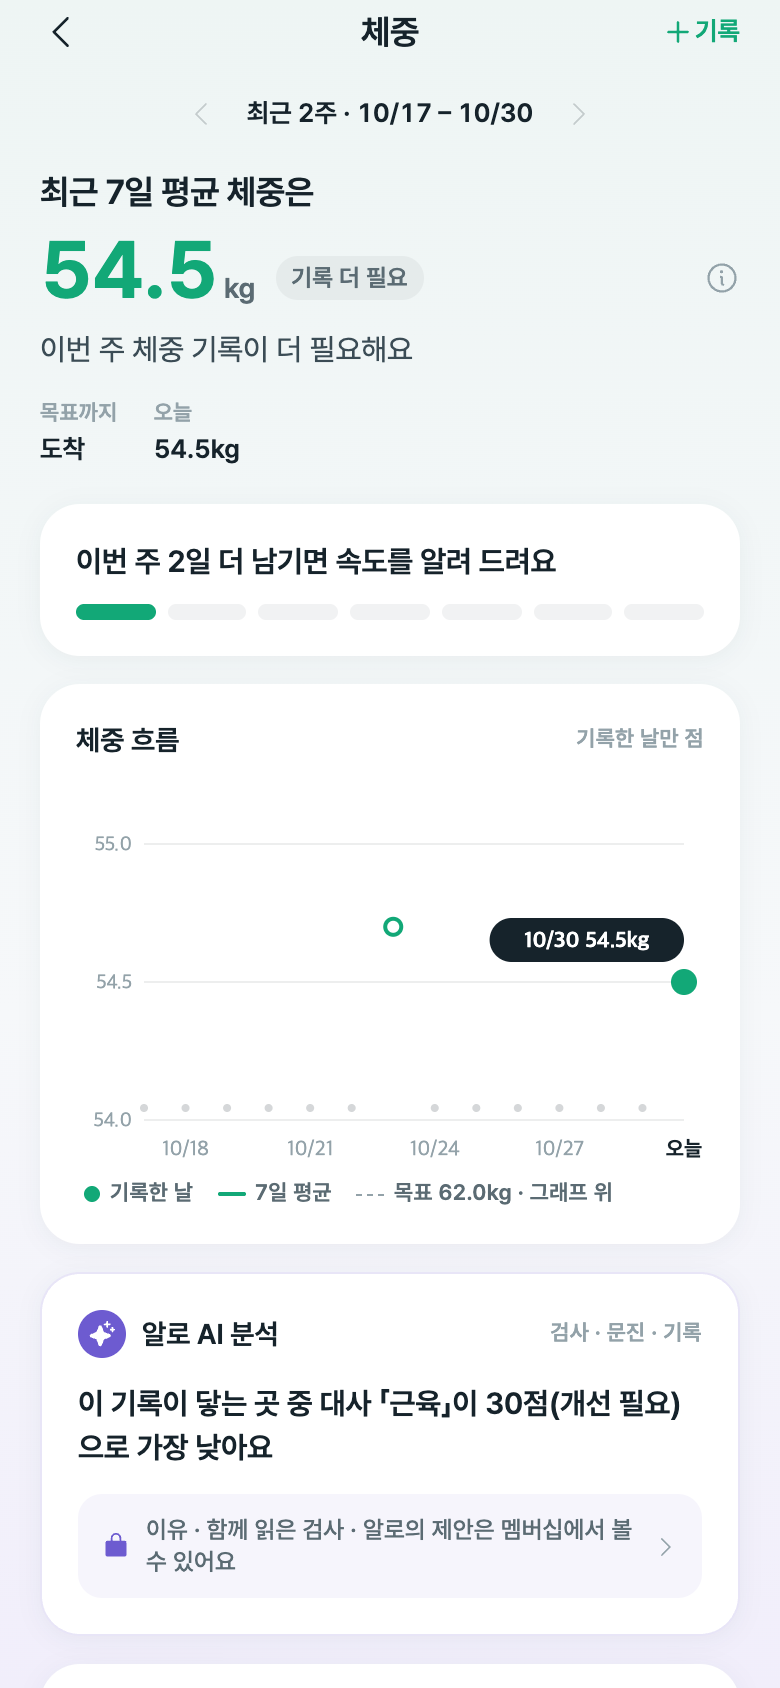 체중
+ 기록
최근 2주 · 10/17 – 10/30
최근 7일 평균 체중은
54.5 kg 기록 더 필요
이번 주 체중 기록이 더 필요해요
목표까지 오늘
도착 54.5kg
이번 주 2일 더 남기면 속도를 알려 드려요
체중 흐름 기록한 날만 점
55.0
10/30 54.5kg
54.5
54.0
10/18 10/21 10/24 10/27 오늘
기록한 날 7일 평균 목표 62.0kg · 그래프 위
알로 AI 분석 검사 · 문진 · 기록
이 기록이 닿는 곳 중 대사 「근육」이 30점(개선 필요)
으로 가장 낮아요
이유 · 함께 읽은 검사 · 알로의 제안은 멤버십에서 볼
수 있어요